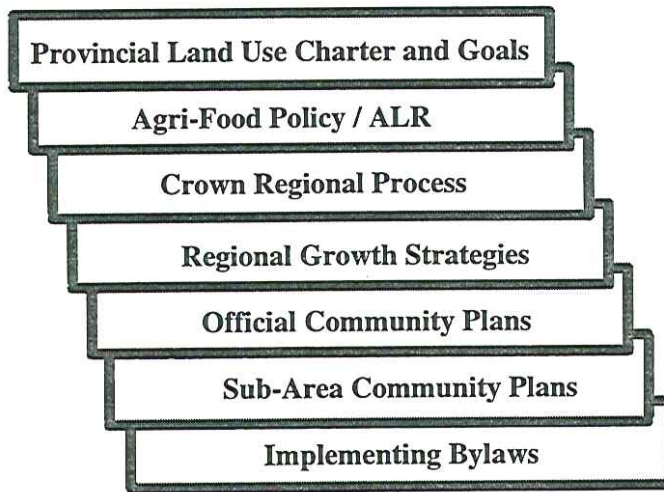 Provincial Land Use Charter and Goals
Agri-Food Policy / ALR
Crown Regional Process
Regional Growth Strategies
Official Community Plans
Sub-Area Community Plans
Implementing Bylaws